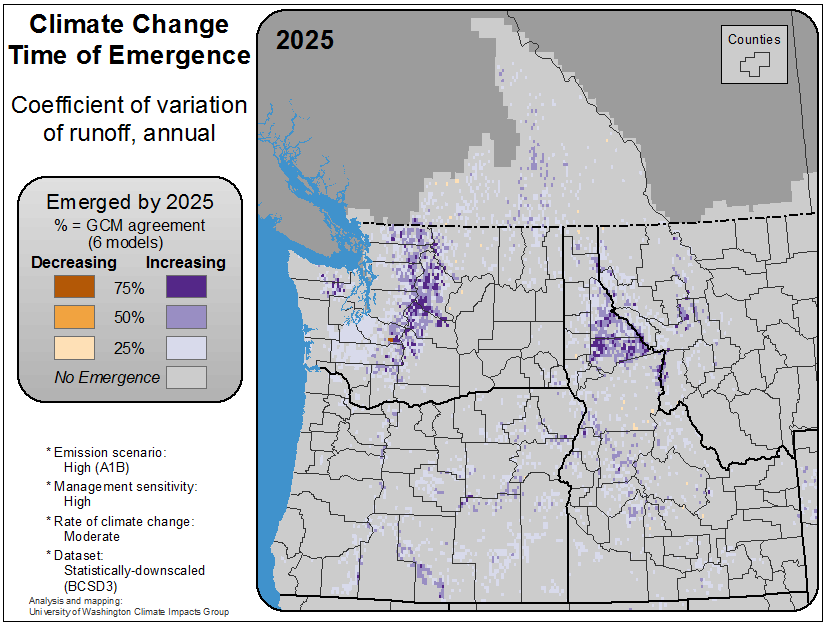 Climate Change
Time of Emergence
Coefficient of variation
of runoff, annual
Emerged by 2025
% = GCM agreement
(6 models)
Decreasing Increasing
75%
50%
25%
No Emergence
* Emission scenario:
High (A1B)
* Management sensitivity:
High
* Rate of climate change:
Moderate
* Dataset:
Statistically-downscaled
(BCSD3)
Analysis and mapping:
University of Washington Climate Impacts Group
2025
Counties